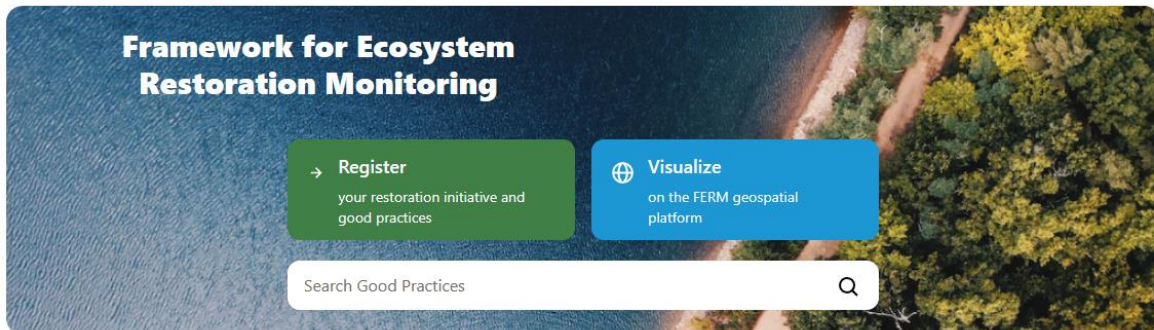 Framework for Ecosystem
Restoration Monitoring
Register
your restoration initiative and
good practices
Visualize
on the FERM geospatial
platform
Search Good Practices